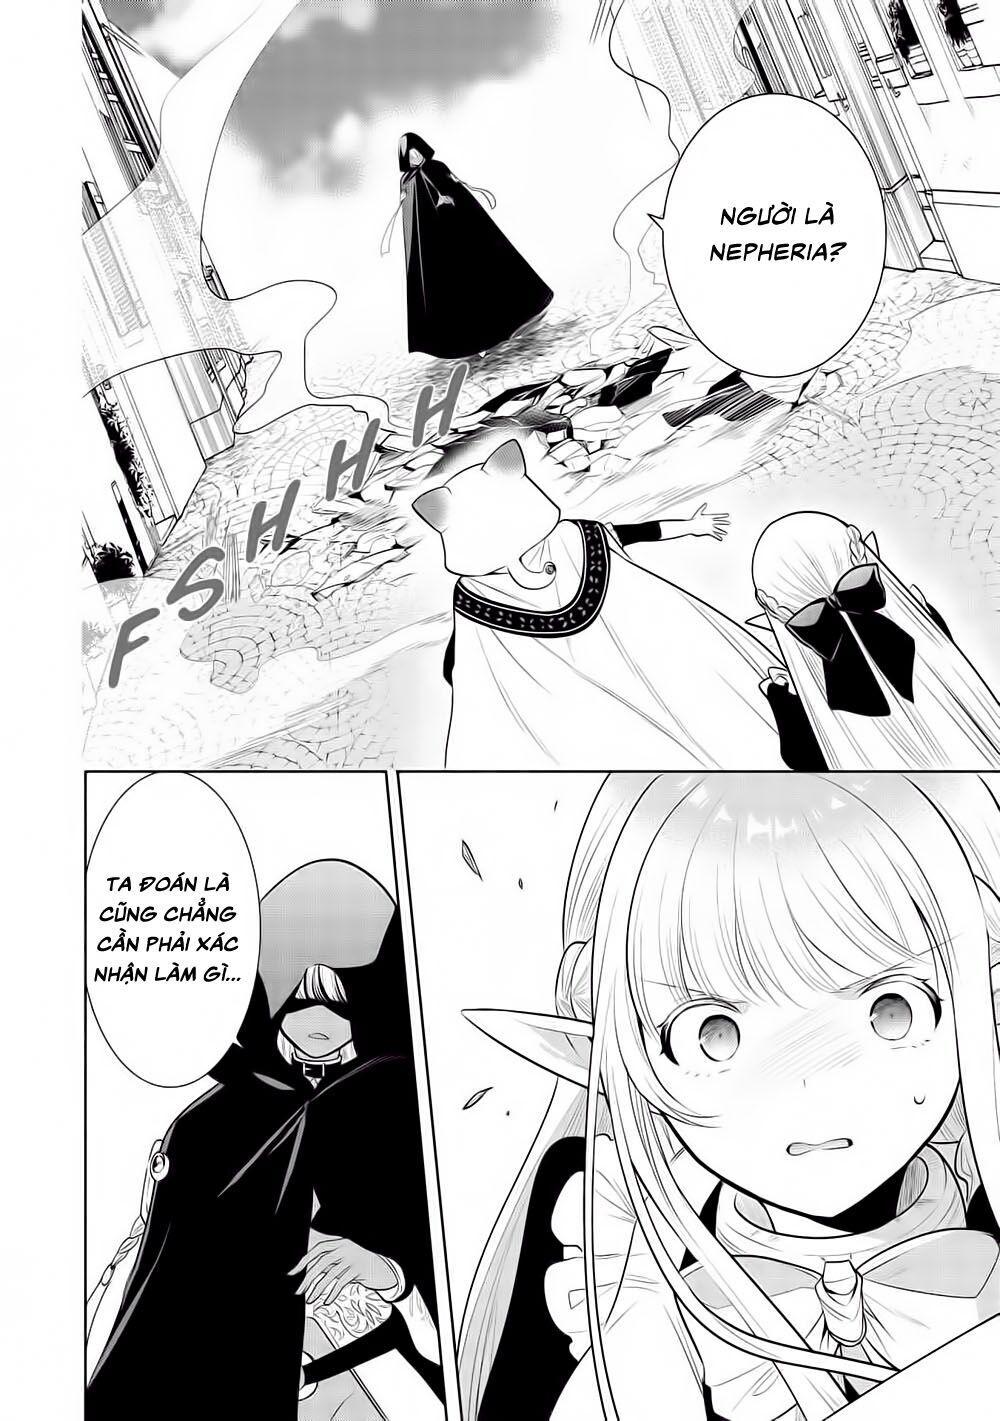 NGƯỜI LÀ
NEPHERIA?
FSHHH
TA ĐOÁN LÀ
CŨNG CHẲNG
CẦN PHẢI XÁC
NHẬN LÀM GÌ...